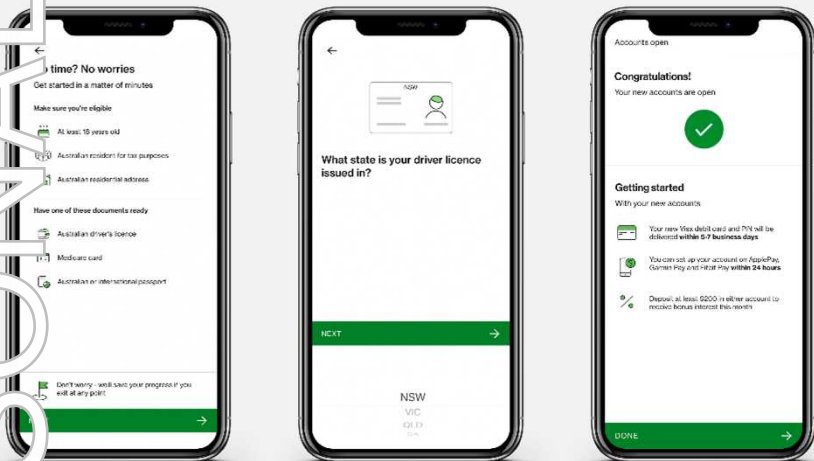 time? No worries
Get started in a matter of minutes
Make sure you're eligible
At least 18 years old
Australian resident for tax purposes
Australian residential address
Have one of these documents ready
Australian driver's licence
Medicare card
Australian or international passport
Don't worry - we'll save your progress if you
exit at any point
NSW
What state is your driver licence
issued in?
NEXT
NSW
VIC
QLD
Accounts open
Congratulations!
Your new accounts are open
Getting started
With your new accounts
Your new Visa debit card and PIN will be
delivered within 5-7 business days
You can set up your account on ApplePay,
Garmin Pay and Fitbit Pay within 24 hours
Deposit at least $200 in either account to
receive bonus interest this month
DONE